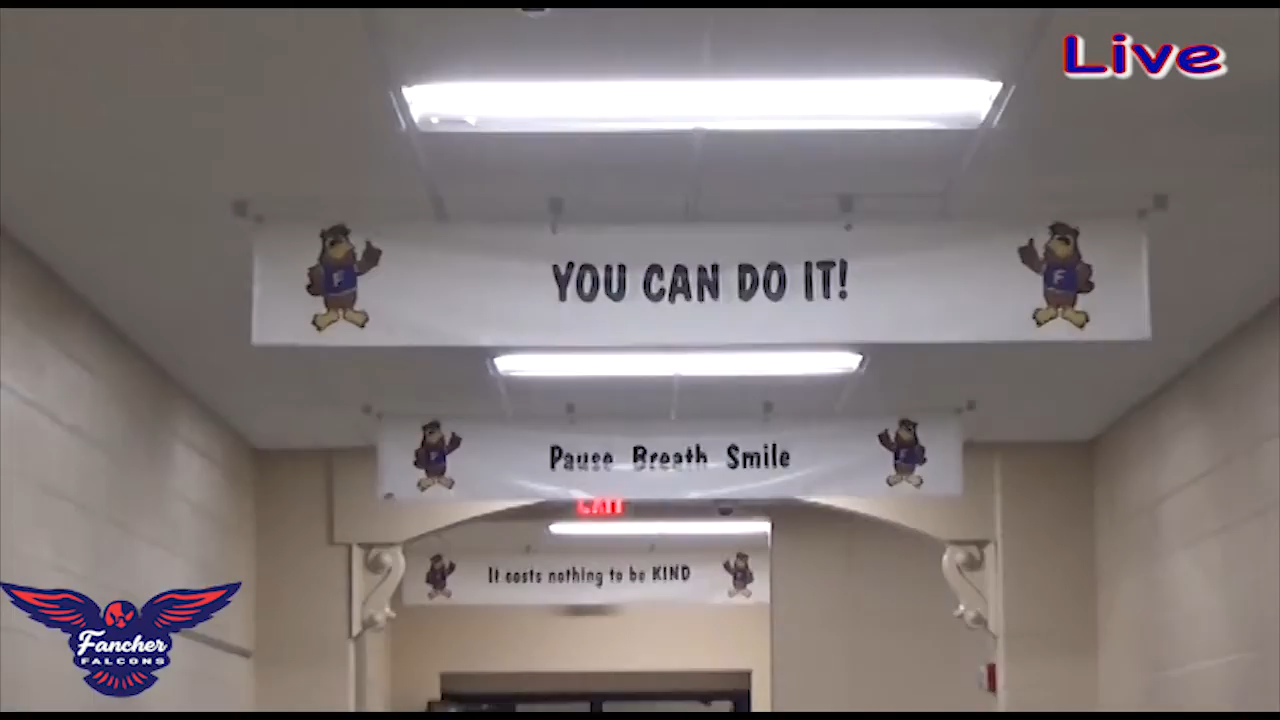 Live
F
F
YOU CAN DO IT!
Pause Breath Smile
EXIT
It costs nothing to be KIND
Fancher
FALCONS